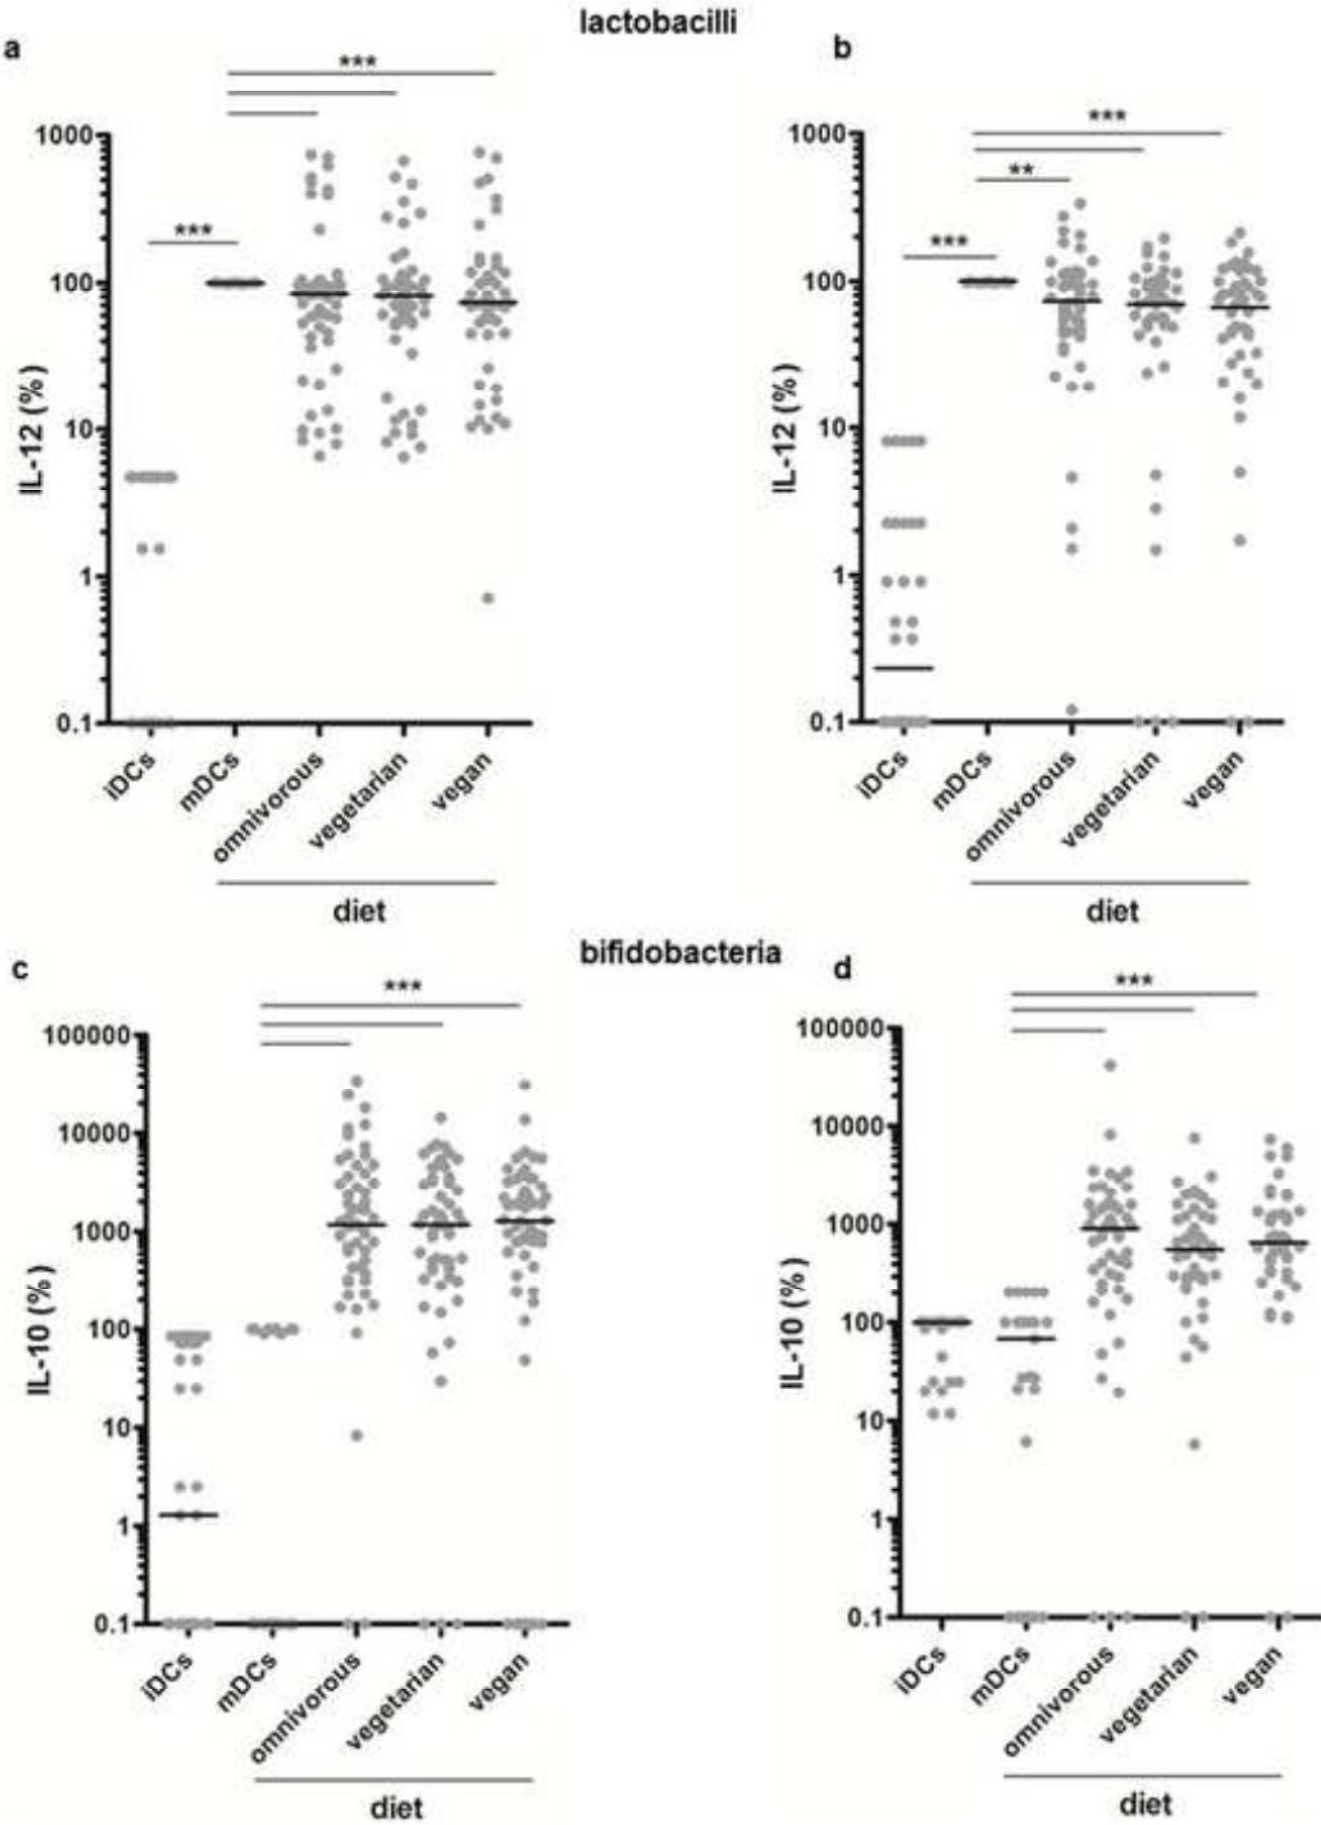 lactobacilli
a
***
***
1000
100
10
1
0.1
IL-12 (%)
iDCs
mDCs
omnivorous
vegetarian
vegan
diet
b
***
**
***
1000
100
10
1
0.1
IL-12 (%)
iDCs
mDCs
omnivorous
vegetarian
vegan
diet
bifidobacteria
c
***
100000
10000
1000
100
10
1
0.1
IL-10 (%)
iDCs
mDCs
omnivorous
vegetarian
vegan
diet
d
***
100000
10000
1000
100
10
1
0.1
IL-10 (%)
iDCs
mDCs
omnivorous
vegetarian
vegan
diet